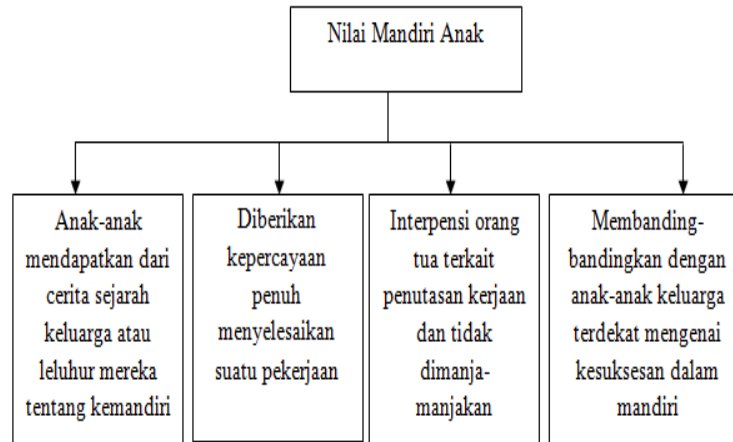 Nilai Mandiri Anak
Anak-anak
mendapatkan dari
cerita sejarah
keluarga atau
leluhur mereka
tentang kemandiri
Diberikan
kepercayaan
penuh
menyelesaikan
suatu pekerjaan
Interpensi orang
tua terkait
penutasan kerjaan
dan tidak
dimanja-
manjakan
Membanding-
bandingkan dengan
anak-anak keluarga
terdekat mengenai
kesuksesan dalam
mandiri